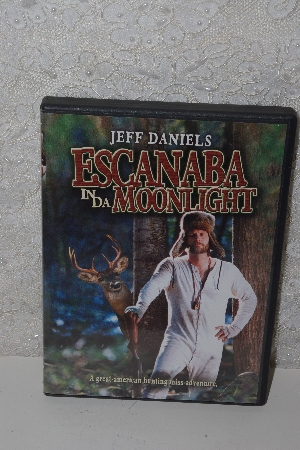 JEFF DANIELS
ESCANABA
IN DA MOONLIGHT
A great american hunting miss-adventure.